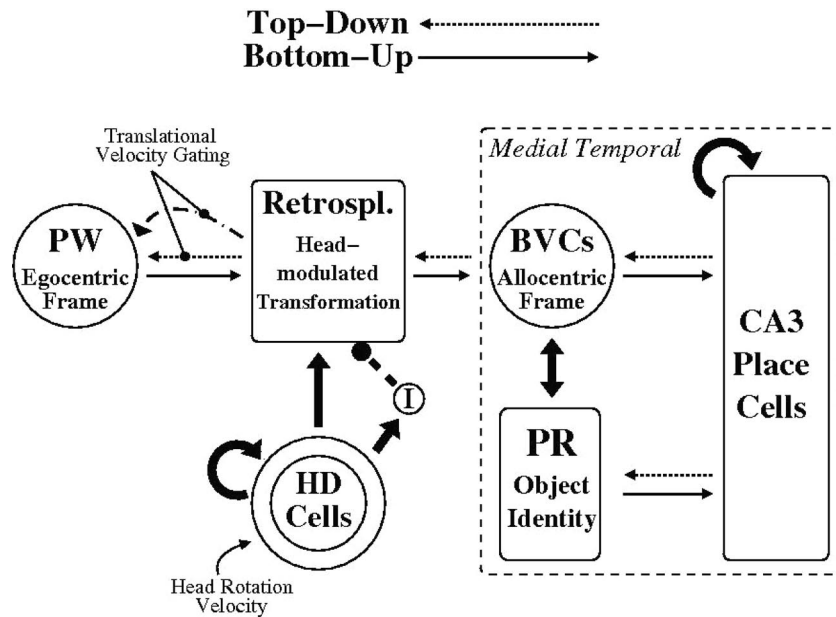 Top–Down
Bottom–Up
Translational
Velocity Gating
Medial Temporal
PW
Egocentric
Frame
Retrospl.
Head–
modulated
Transformation
BVCs
Allocentric
Frame
CA3
Place
Cells
I
PR
Object
Identity
HD
Cells
Head Rotation
Velocity